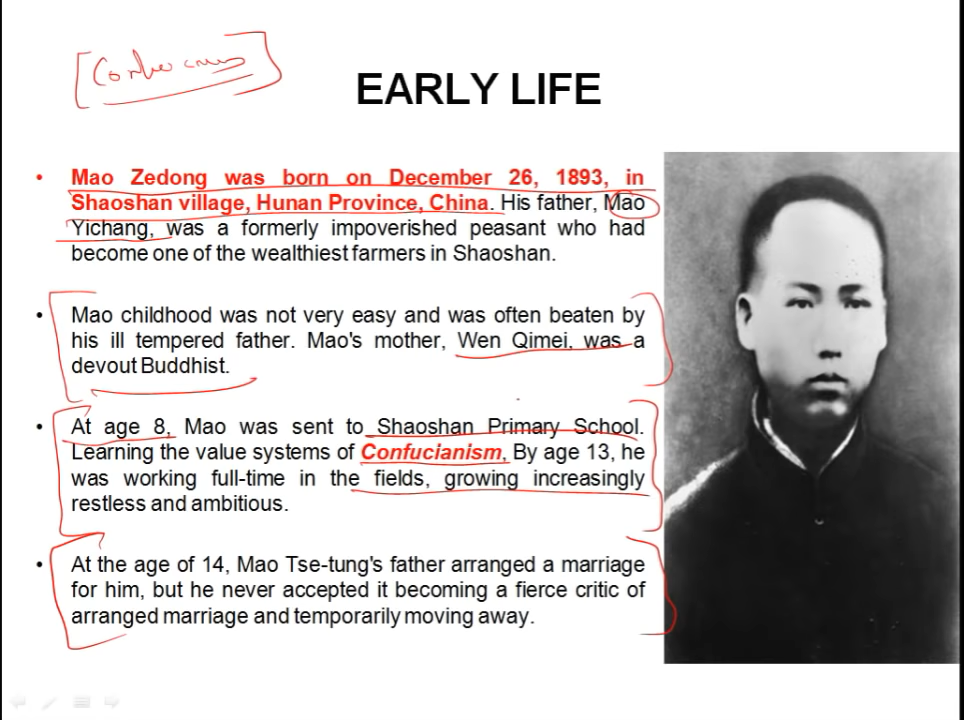 Confucius
EARLY LIFE
• Mao Zedong was born on December 26, 1893, in
Shaoshan village, Hunan Province, China. His father, Mao
Yichang, was a formerly impoverished peasant who had
become one of the wealthiest farmers in Shaoshan.
• Mao childhood was not very easy and was often beaten by
his ill tempered father. Mao's mother, Wen Qimei, was a
devout Buddhist.
• At age 8, Mao was sent to Shaoshan Primary School.
Learning the value systems of Confucianism, By age 13, he
was working full-time in the fields, growing increasingly
restless and ambitious.
• At the age of 14, Mao Tse-tung's father arranged a marriage
for him, but he never accepted it becoming a fierce critic of
arranged marriage and temporarily moving away.